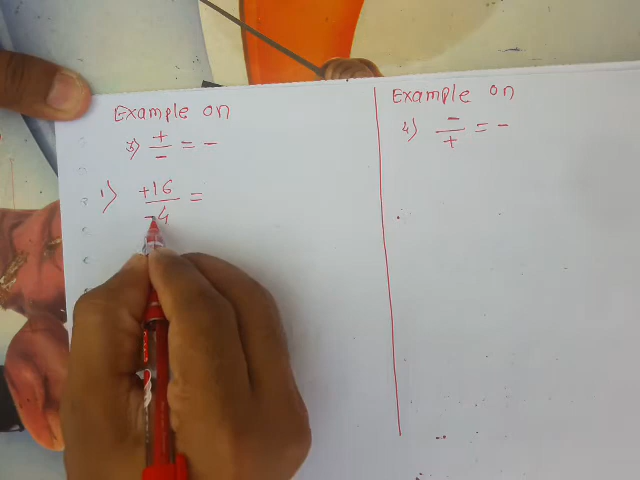 Example on
3) + / - = -
1) +16 / -4 =
Example on
4) - / + = -